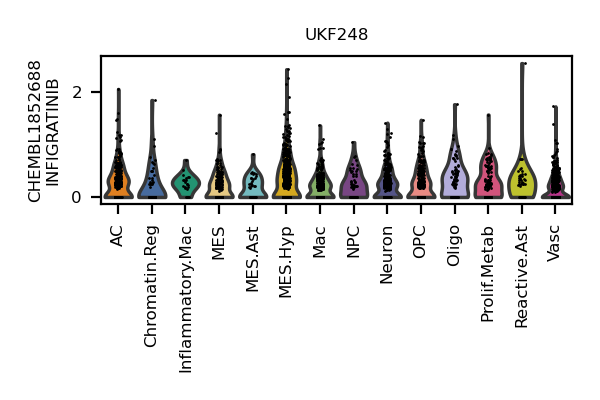 UKF248
CHEMBL1852688
INFIGRATINIB
2
0
AC
Chromatin.Reg
Inflammatory.Mac
MES
MES.Ast
MES.Hyp
Mac
NPC
Neuron
OPC
Oligo
Prolif.Metab
Reactive.Ast
Vasc